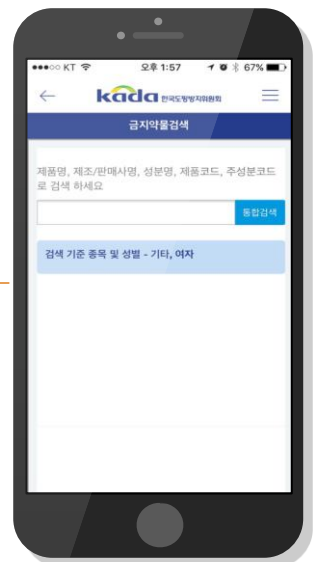 ●●●○○ KT 오후 1:57 67%
kada 한국도핑방지위원회
금지약물검색
제품명, 제조/판매사명, 성분명, 제품코드, 주성분코드
로 검색 하세요
통합검색
검색 기준 종목 및 성별 - 기타, 여자